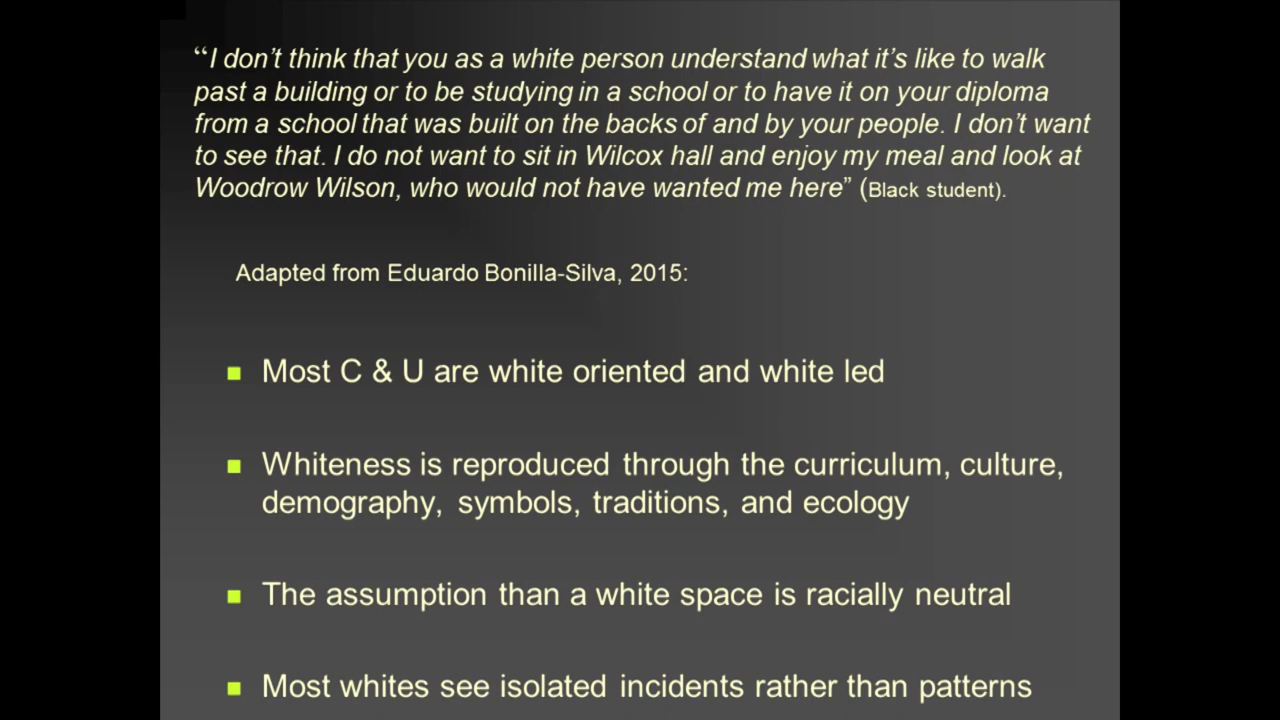 “I don’t think that you as a white person understand what it’s like to walk
past a building or to be studying in a school or to have it on your diploma
from a school that was built on the backs of and by your people. I don’t want
to see that. I do not want to sit in Wilcox hall and enjoy my meal and look at
Woodrow Wilson, who would not have wanted me here” (Black student).
Adapted from Eduardo Bonilla-Silva, 2015:
■ Most C & U are white oriented and white led
■ Whiteness is reproduced through the curriculum, culture,
demography, symbols, traditions, and ecology
■ The assumption than a white space is racially neutral
■ Most whites see isolated incidents rather than patterns